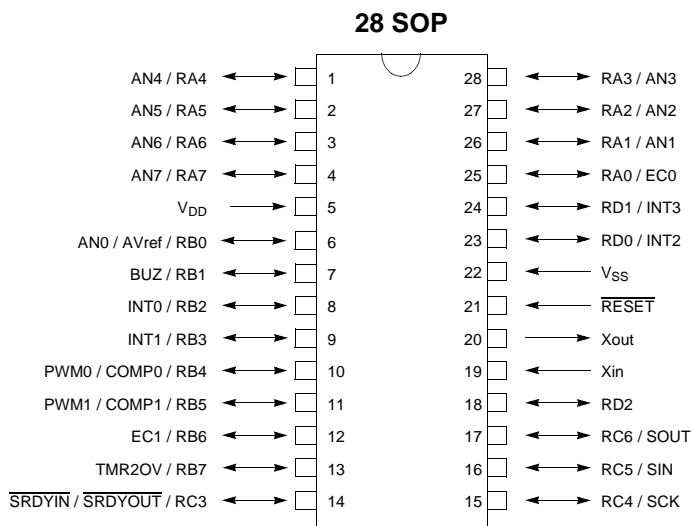 28 SOP
AN4 / RA4 1 28 RA3 / AN3
AN5 / RA5 2 27 RA2 / AN2
AN6 / RA6 3 26 RA1 / AN1
AN7 / RA7 4 25 RA0 / EC0
VDD 5 24 RD1 / INT3
AN0 / AVref / RB0 6 23 RD0 / INT2
BUZ / RB1 7 22 VSS
INT0 / RB2 8 21 RESET
INT1 / RB3 9 20 Xout
PWM0 / COMP0 / RB4 10 19 Xin
PWM1 / COMP1 / RB5 11 18 RD2
EC1 / RB6 12 17 RC6 / SOUT
TMR2OV / RB7 13 16 RC5 / SIN
SRDYIN / SRDYOUT / RC3 14 15 RC4 / SCK